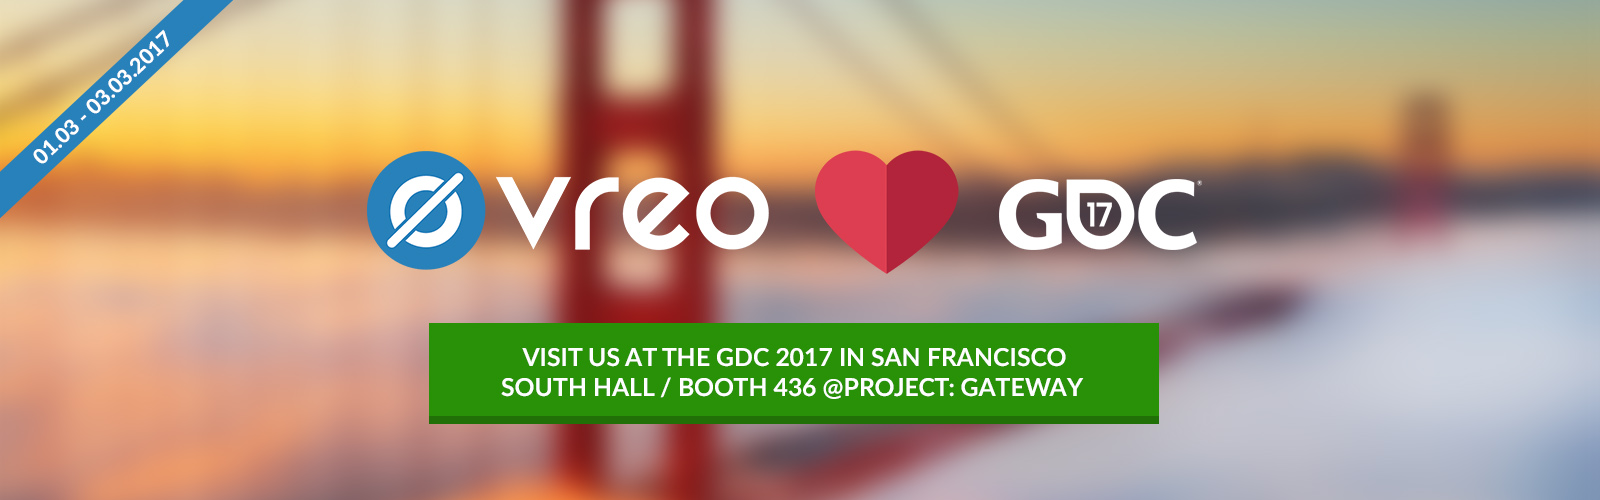 01.03 - 03.03.2017
vreo
GDC
17
VISIT US AT THE GDC 2017 IN SAN FRANCISCO
SOUTH HALL / BOOTH 436 @PROJECT: GATEWAY